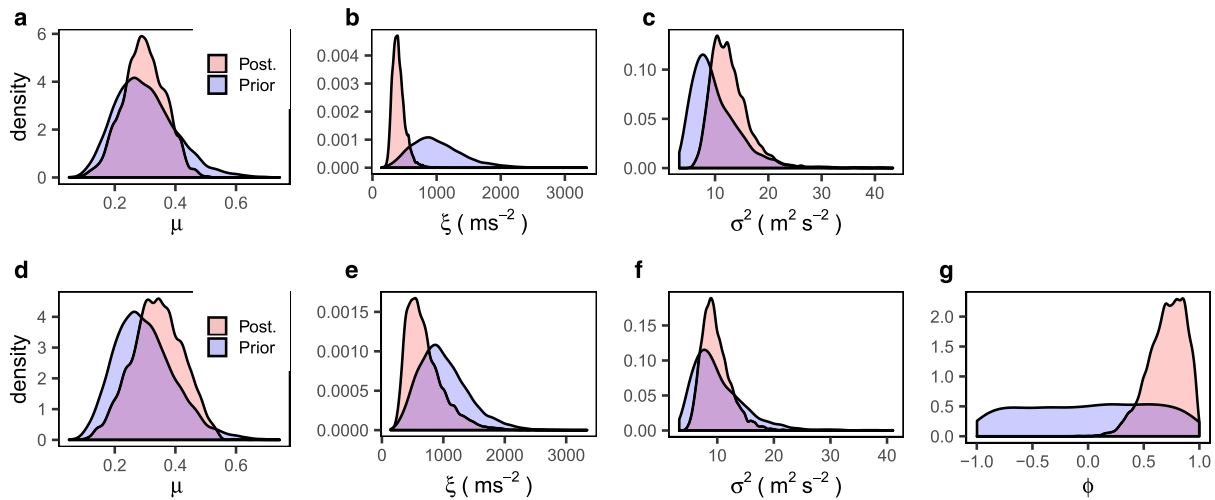 a
b
c
6
4
2
0
density
Post.
Prior
0.2 0.4 0.6
μ
0.004
0.003
0.002
0.001
0.000
0 1000 2000 3000
ξ ( ms⁻² )
0.10
0.05
0.00
10 20 30 40
σ² ( m² s⁻² )
d
e
f
g
4
3
2
1
0
density
Post.
Prior
0.2 0.4 0.6
μ
0.0015
0.0010
0.0005
0.0000
0 1000 2000 3000
ξ ( ms⁻² )
0.15
0.10
0.05
0.00
10 20 30 40
σ² ( m² s⁻² )
2.0
1.5
1.0
0.5
0.0
−1.0 −0.5 0.0 0.5 1.0
ϕ